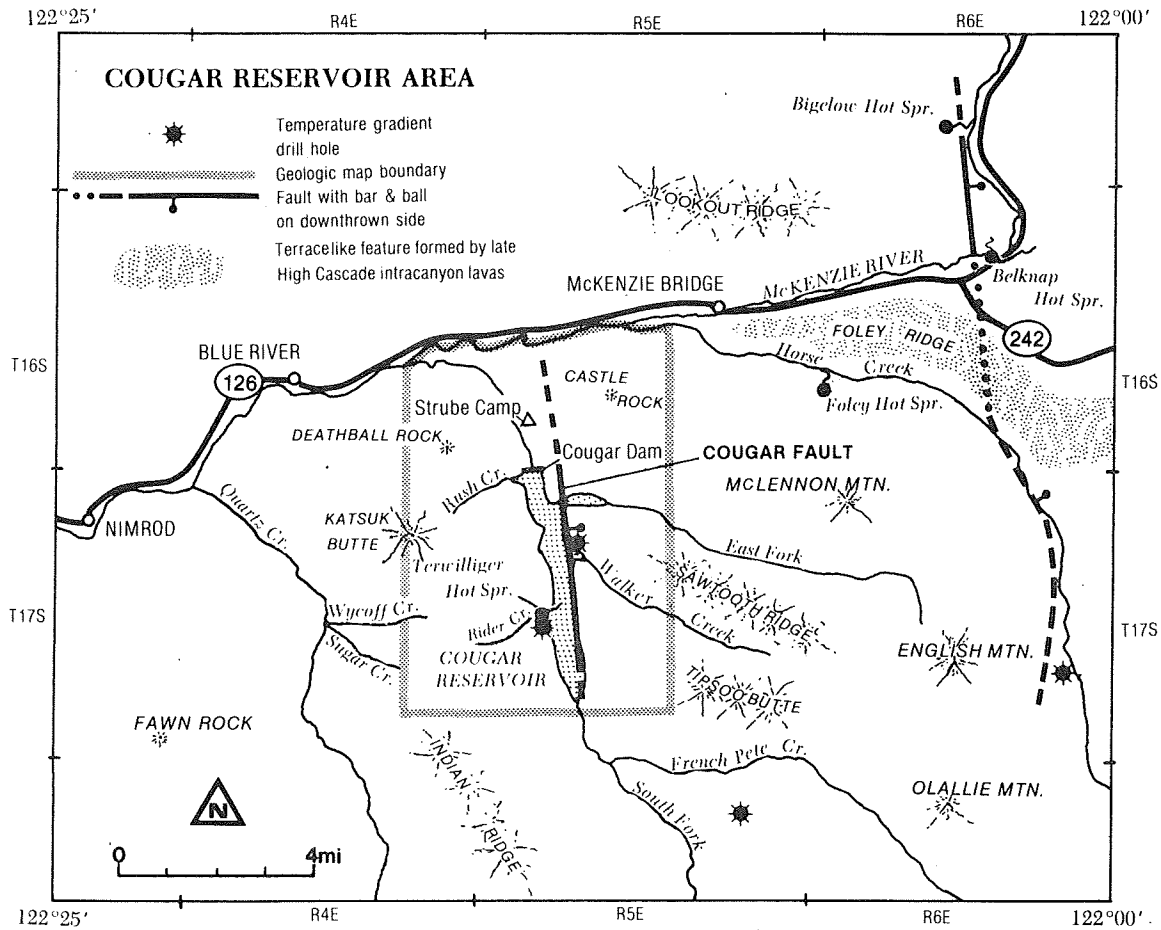 122°25′
R4E
R5E
R6E
122°00′
COUGAR RESERVOIR AREA
Temperature gradient
drill hole
Geologic map boundary
Fault with bar & ball
on downthrown side
Terracelike feature formed by late
High Cascade intracanyon lavas
Bigelow Hot Spr.
LOOKOUT RIDGE
McKENZIE RIVER
McKENZIE BRIDGE
Belknap
Hot Spr.
FOLEY RIDGE
242
T16S
BLUE RIVER
126
T16S
Horse Creek
CASTLE
ROCK
Foley Hot Spr.
Strube Camp
DEATHBALL ROCK
Cougar Dam
COUGAR FAULT
Rush Cr.
McLENNON MTN.
Quartz Cr.
NIMROD
KATSUK
BUTTE
East Fork
Terwilliger
Hot Spr.
Walker Creek
SAWTOOTH RIDGE
T17S
Wycoff Cr.
Rider Cr.
T17S
Sugar Cr.
COUGAR
RESERVOIR
ENGLISH MTN.
TIPSOO BUTTE
FAWN ROCK
INDIAN RIDGE
French Pete Cr.
South Fork
OLALLIE MTN.
N
0
4mi
122°25′
R4E
R5E
R6E
122°00′